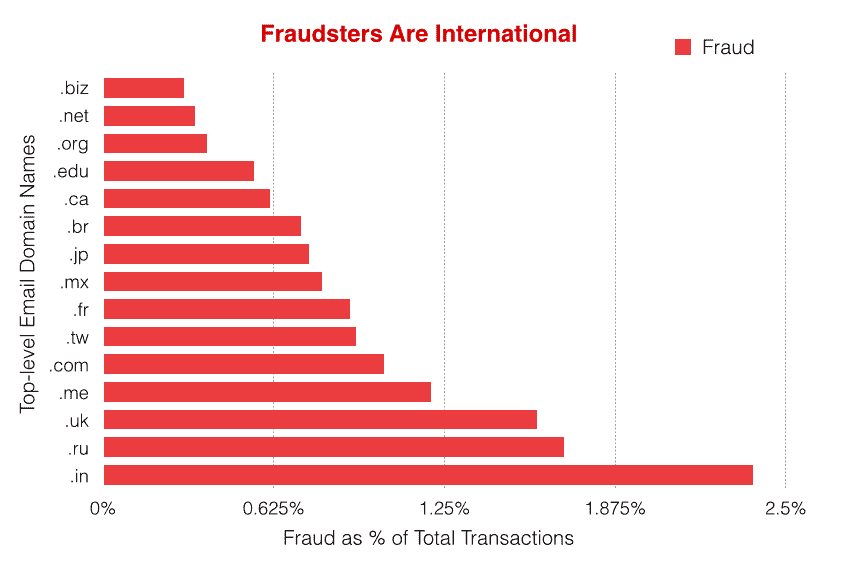 Fraudsters Are International
Fraud
Top-level Email Domain Names
.biz
.net
.org
.edu
.ca
.br
.jp
.mx
.fr
.tw
.com
.me
.uk
.ru
.in
0% 0.625% 1.25% 1.875% 2.5%
Fraud as % of Total Transactions